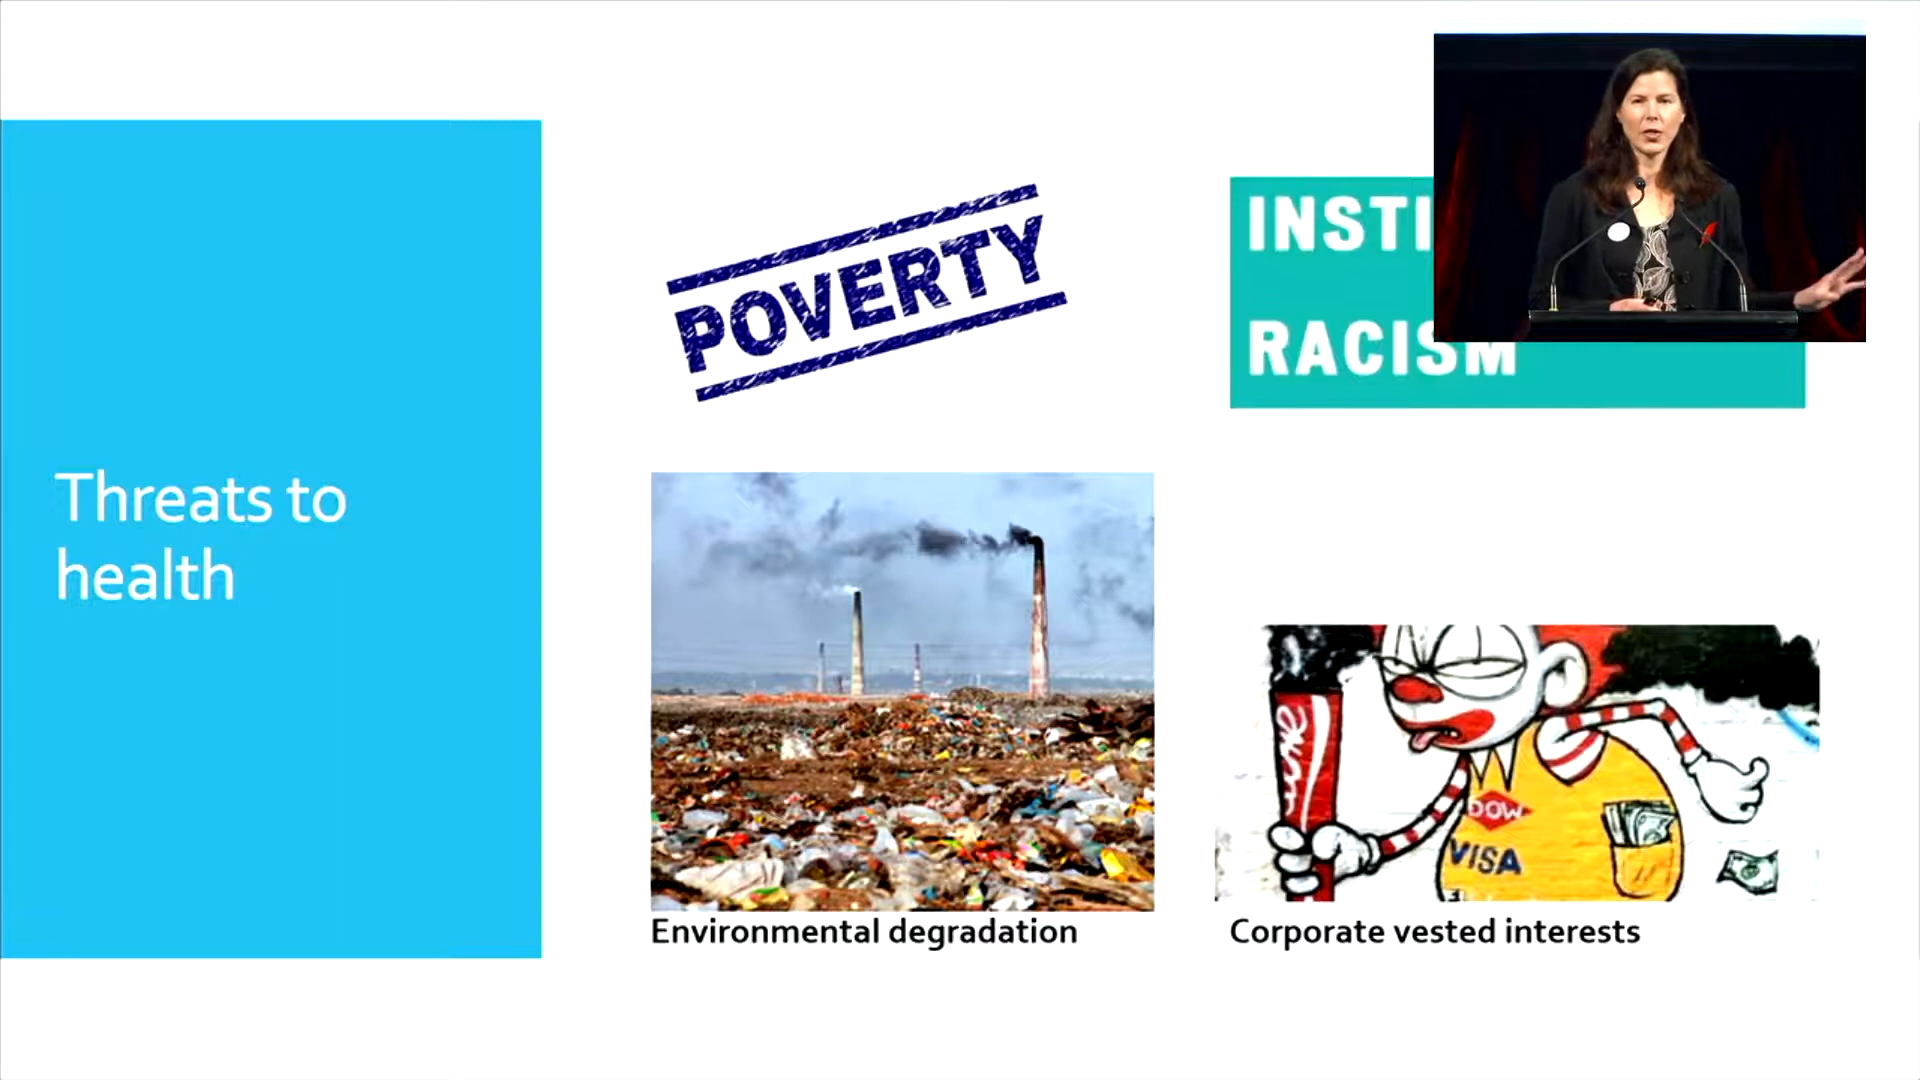 Threats to
health
POVERTY
INSTI
RACISM
DOW
VISA
Environmental degradation
Corporate vested interests